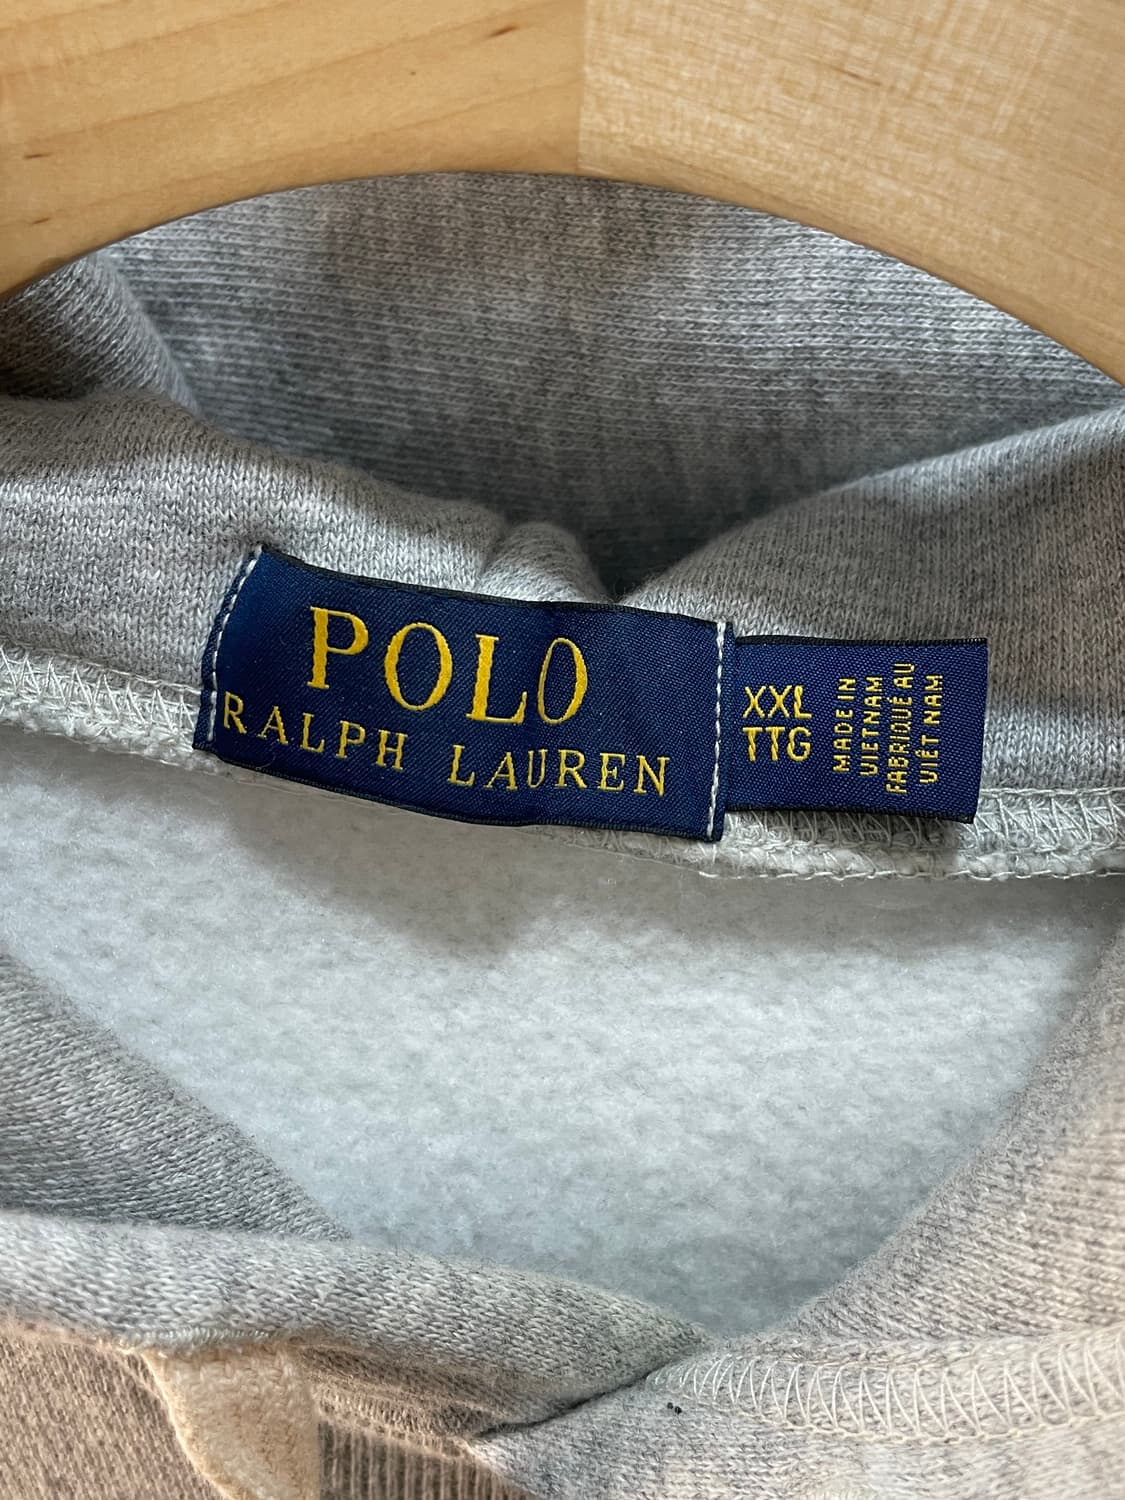 POLO
RALPH LAUREN
XXL
TTG
MADE IN
VIETNAM
FABRIQUÉ AU
VIÊT NAM